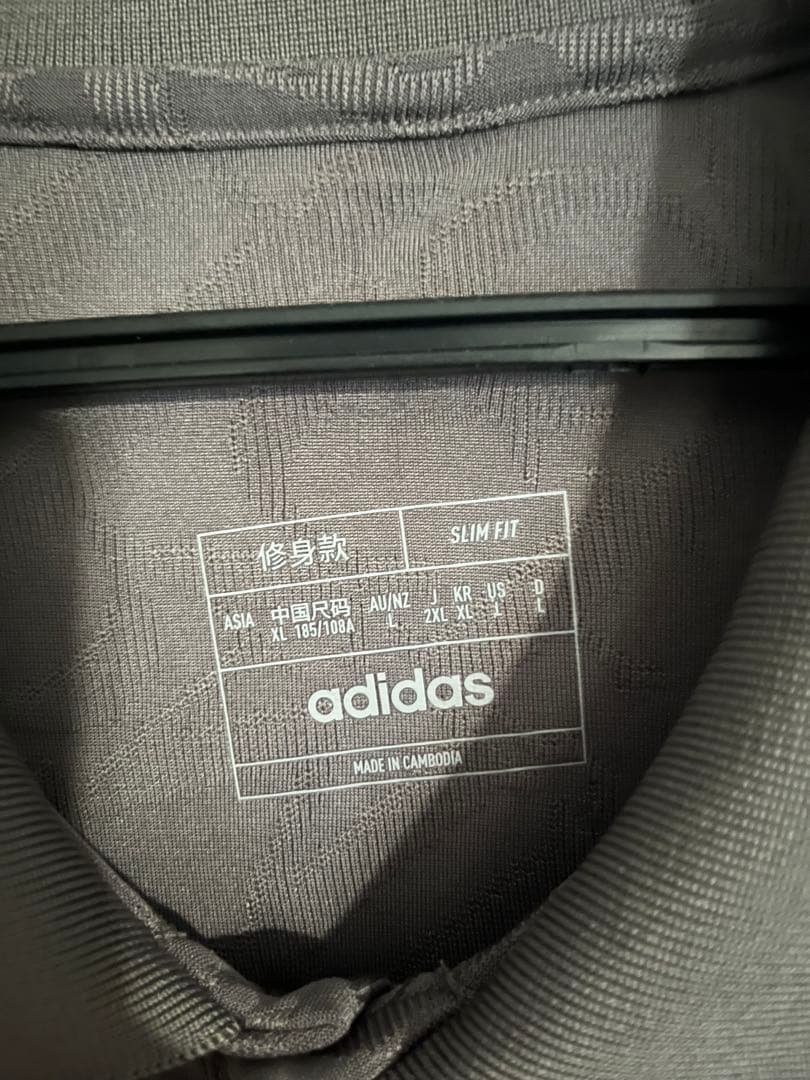 修身款 SLIM FIT
ASIA 中国尺码 AU/NZ J KR US D
XL 185/108A L 2XL XL L L
adidas
MADE IN CAMBODIA